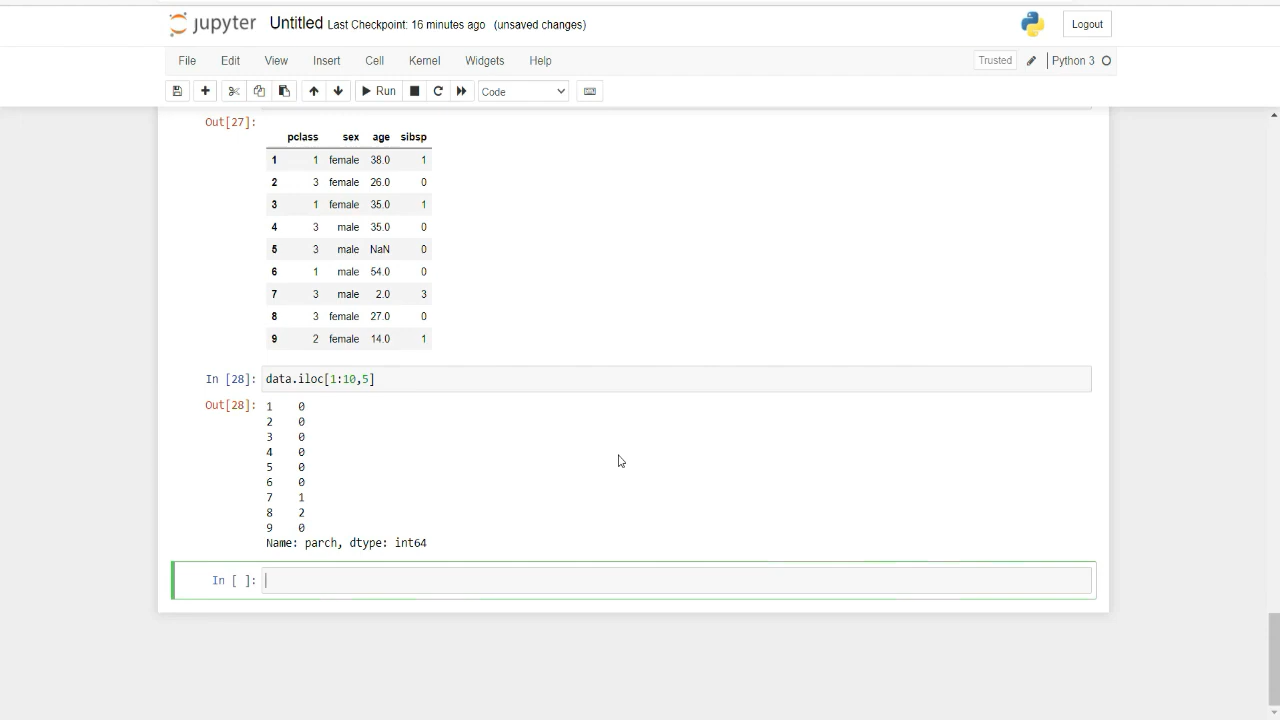 jupyter Untitled Last Checkpoint: 16 minutes ago (unsaved changes) Logout
File Edit View Insert Cell Kernel Widgets Help Trusted Python 3
Run Code
Out[27]:
pclass sex age sibsp
1 1 female 38.0 1
2 3 female 26.0 0
3 1 female 35.0 1
4 3 male 35.0 0
5 3 male NaN 0
6 1 male 54.0 0
7 3 male 2.0 3
8 3 female 27.0 0
9 2 female 14.0 1
In [28]: data.iloc[1:10,5]
Out[28]: 1 0
2 0
3 0
4 0
5 0
6 0
7 1
8 2
9 0
Name: parch, dtype: int64
In [ ]: